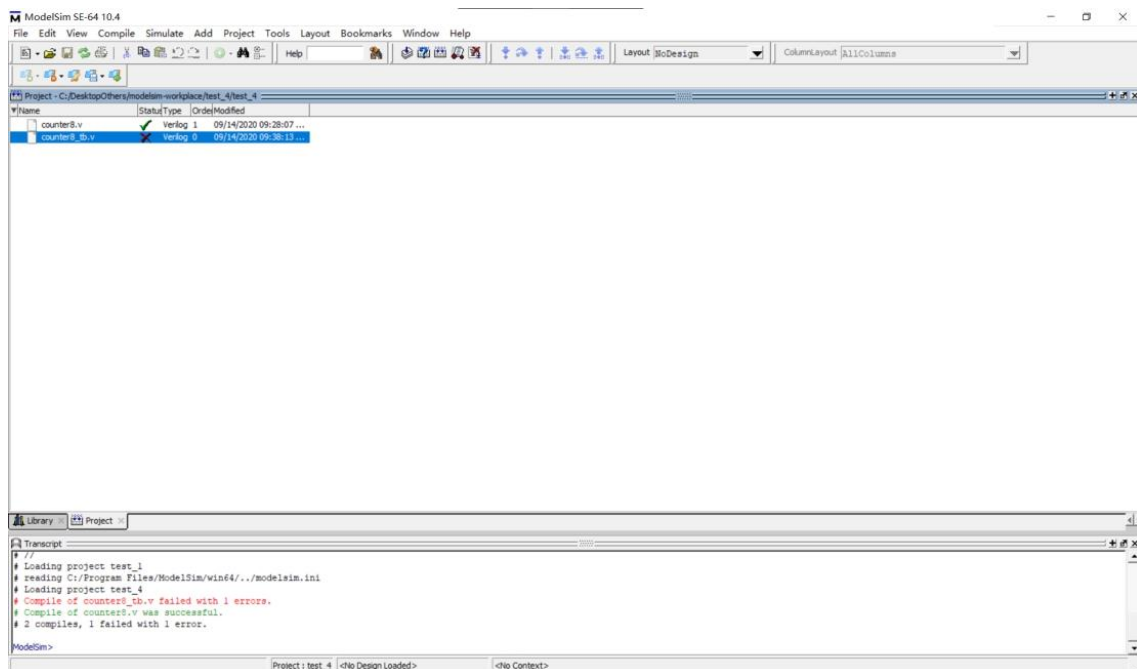 ModelSim SE-64 10.4
File Edit View Compile Simulate Add Project Tools Layout Bookmarks Window Help
Help Layout NoDesign ColumnLayout AllColumns
Project - C:/DesktopOthers/modelsim-workplace/test_4/test_4
Name Status Type Order Modified
counter8.v Verilog 1 09/14/2020 09:28:07 ...
counter8_tb.v Verilog 0 09/14/2020 09:38:13 ...
Library Project
Transcript
# //
# Loading project test_1
# reading C:/Program Files/ModelSim/win64/../modelsim.ini
# Loading project test_4
# Compile of counter8_tb.v failed with 1 errors.
# Compile of counter8.v was successful.
# 2 compiles, 1 failed with 1 error.
ModelSim>
Project : test_4 <No Design Loaded> <No Context>